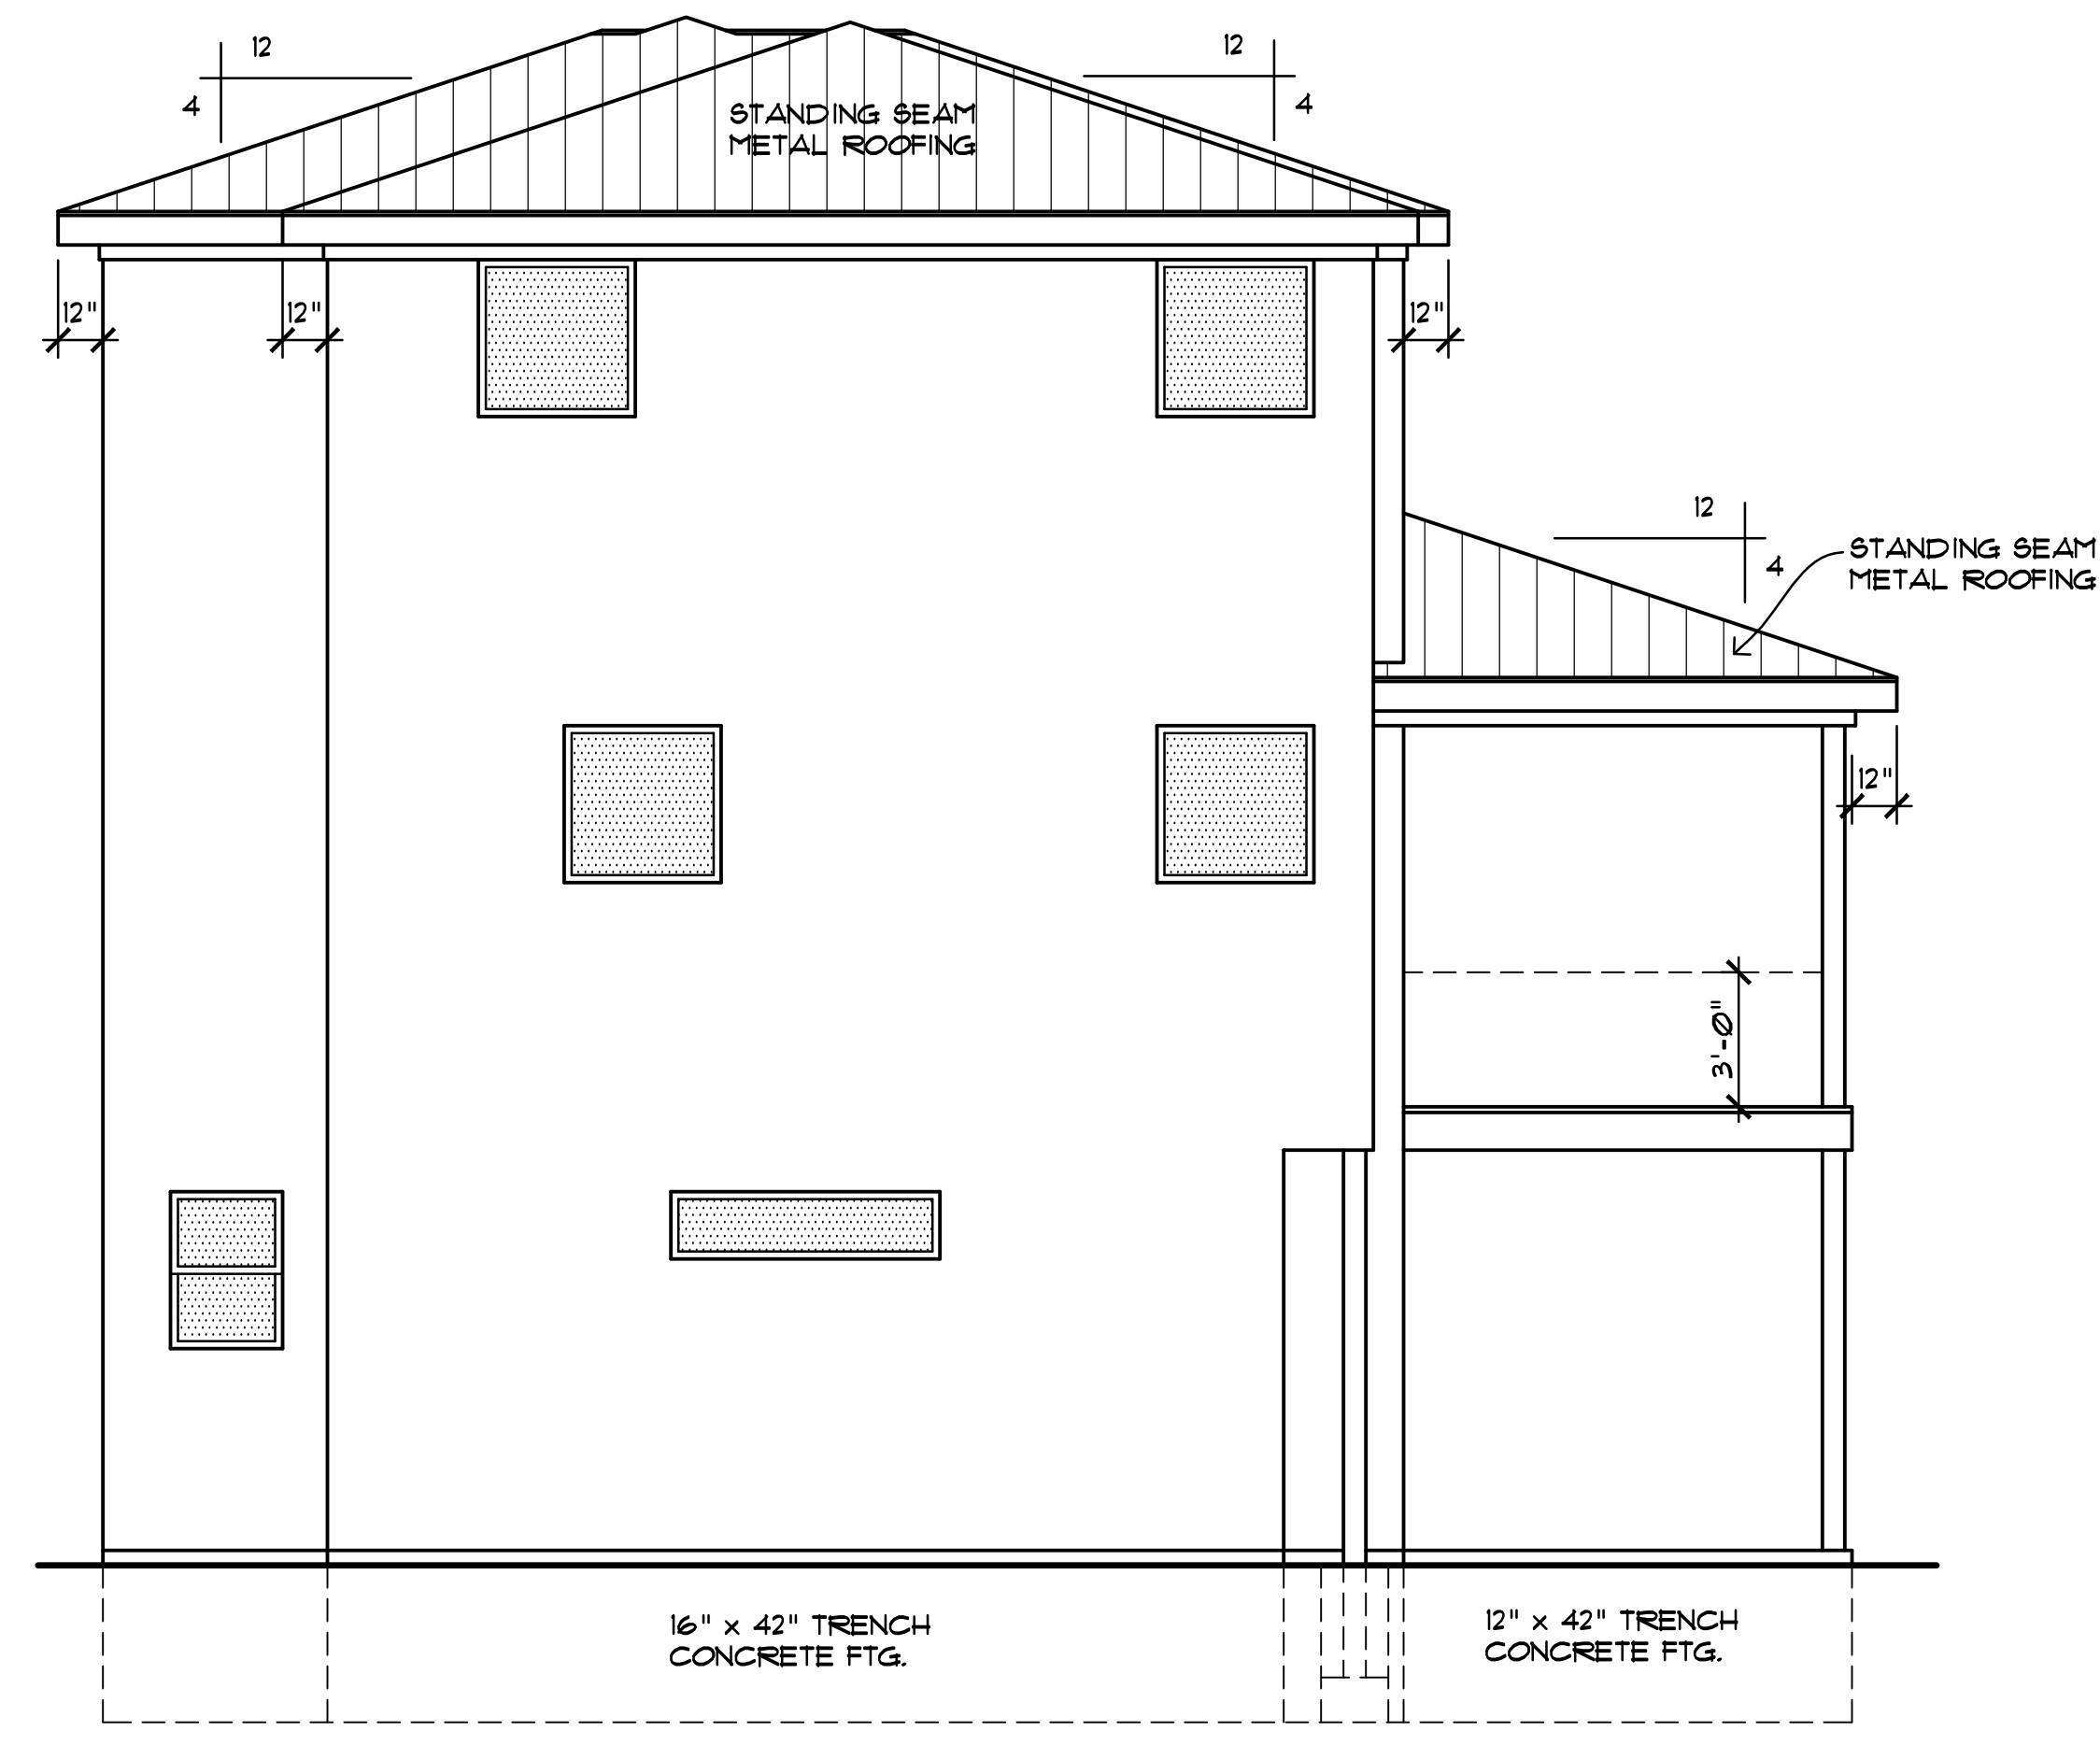 12
4
12
4
STANDING SEAM
METAL ROOFING
12"
12"
12"
12
4
STANDING SEAM
METAL ROOFING
12"
3'-0"
16" x 42" TRENCH
CONCRETE FTG.
12" x 42" TRENCH
CONCRETE FTG.